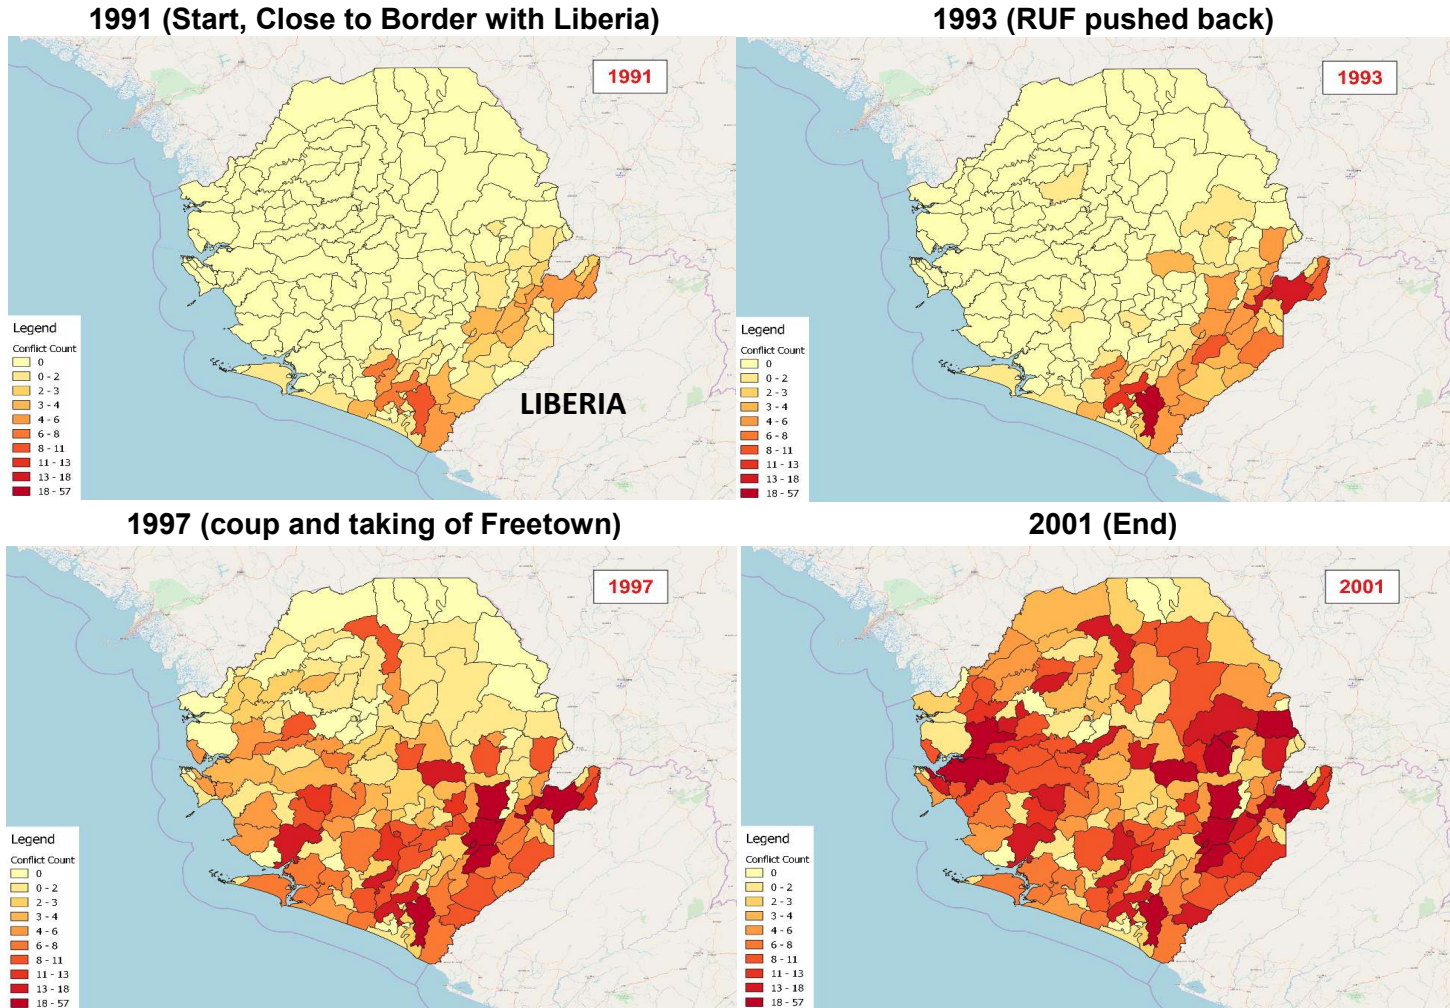 1991 (Start, Close to Border with Liberia)
1991
Legend
Conflict Count
0
0 - 2
2 - 3
3 - 4
4 - 6
6 - 8
8 - 11
11 - 13
13 - 18
18 - 57
LIBERIA
1993 (RUF pushed back)
1993
Legend
Conflict Count
0
0 - 2
2 - 3
3 - 4
4 - 6
6 - 8
8 - 11
11 - 13
13 - 18
18 - 57
1997 (coup and taking of Freetown)
1997
Legend
Conflict Count
0
0 - 2
2 - 3
3 - 4
4 - 6
6 - 8
8 - 11
11 - 13
13 - 18
18 - 57
2001 (End)
2001
Legend
Conflict Count
0
0 - 2
2 - 3
3 - 4
4 - 6
6 - 8
8 - 11
11 - 13
13 - 18
18 - 57